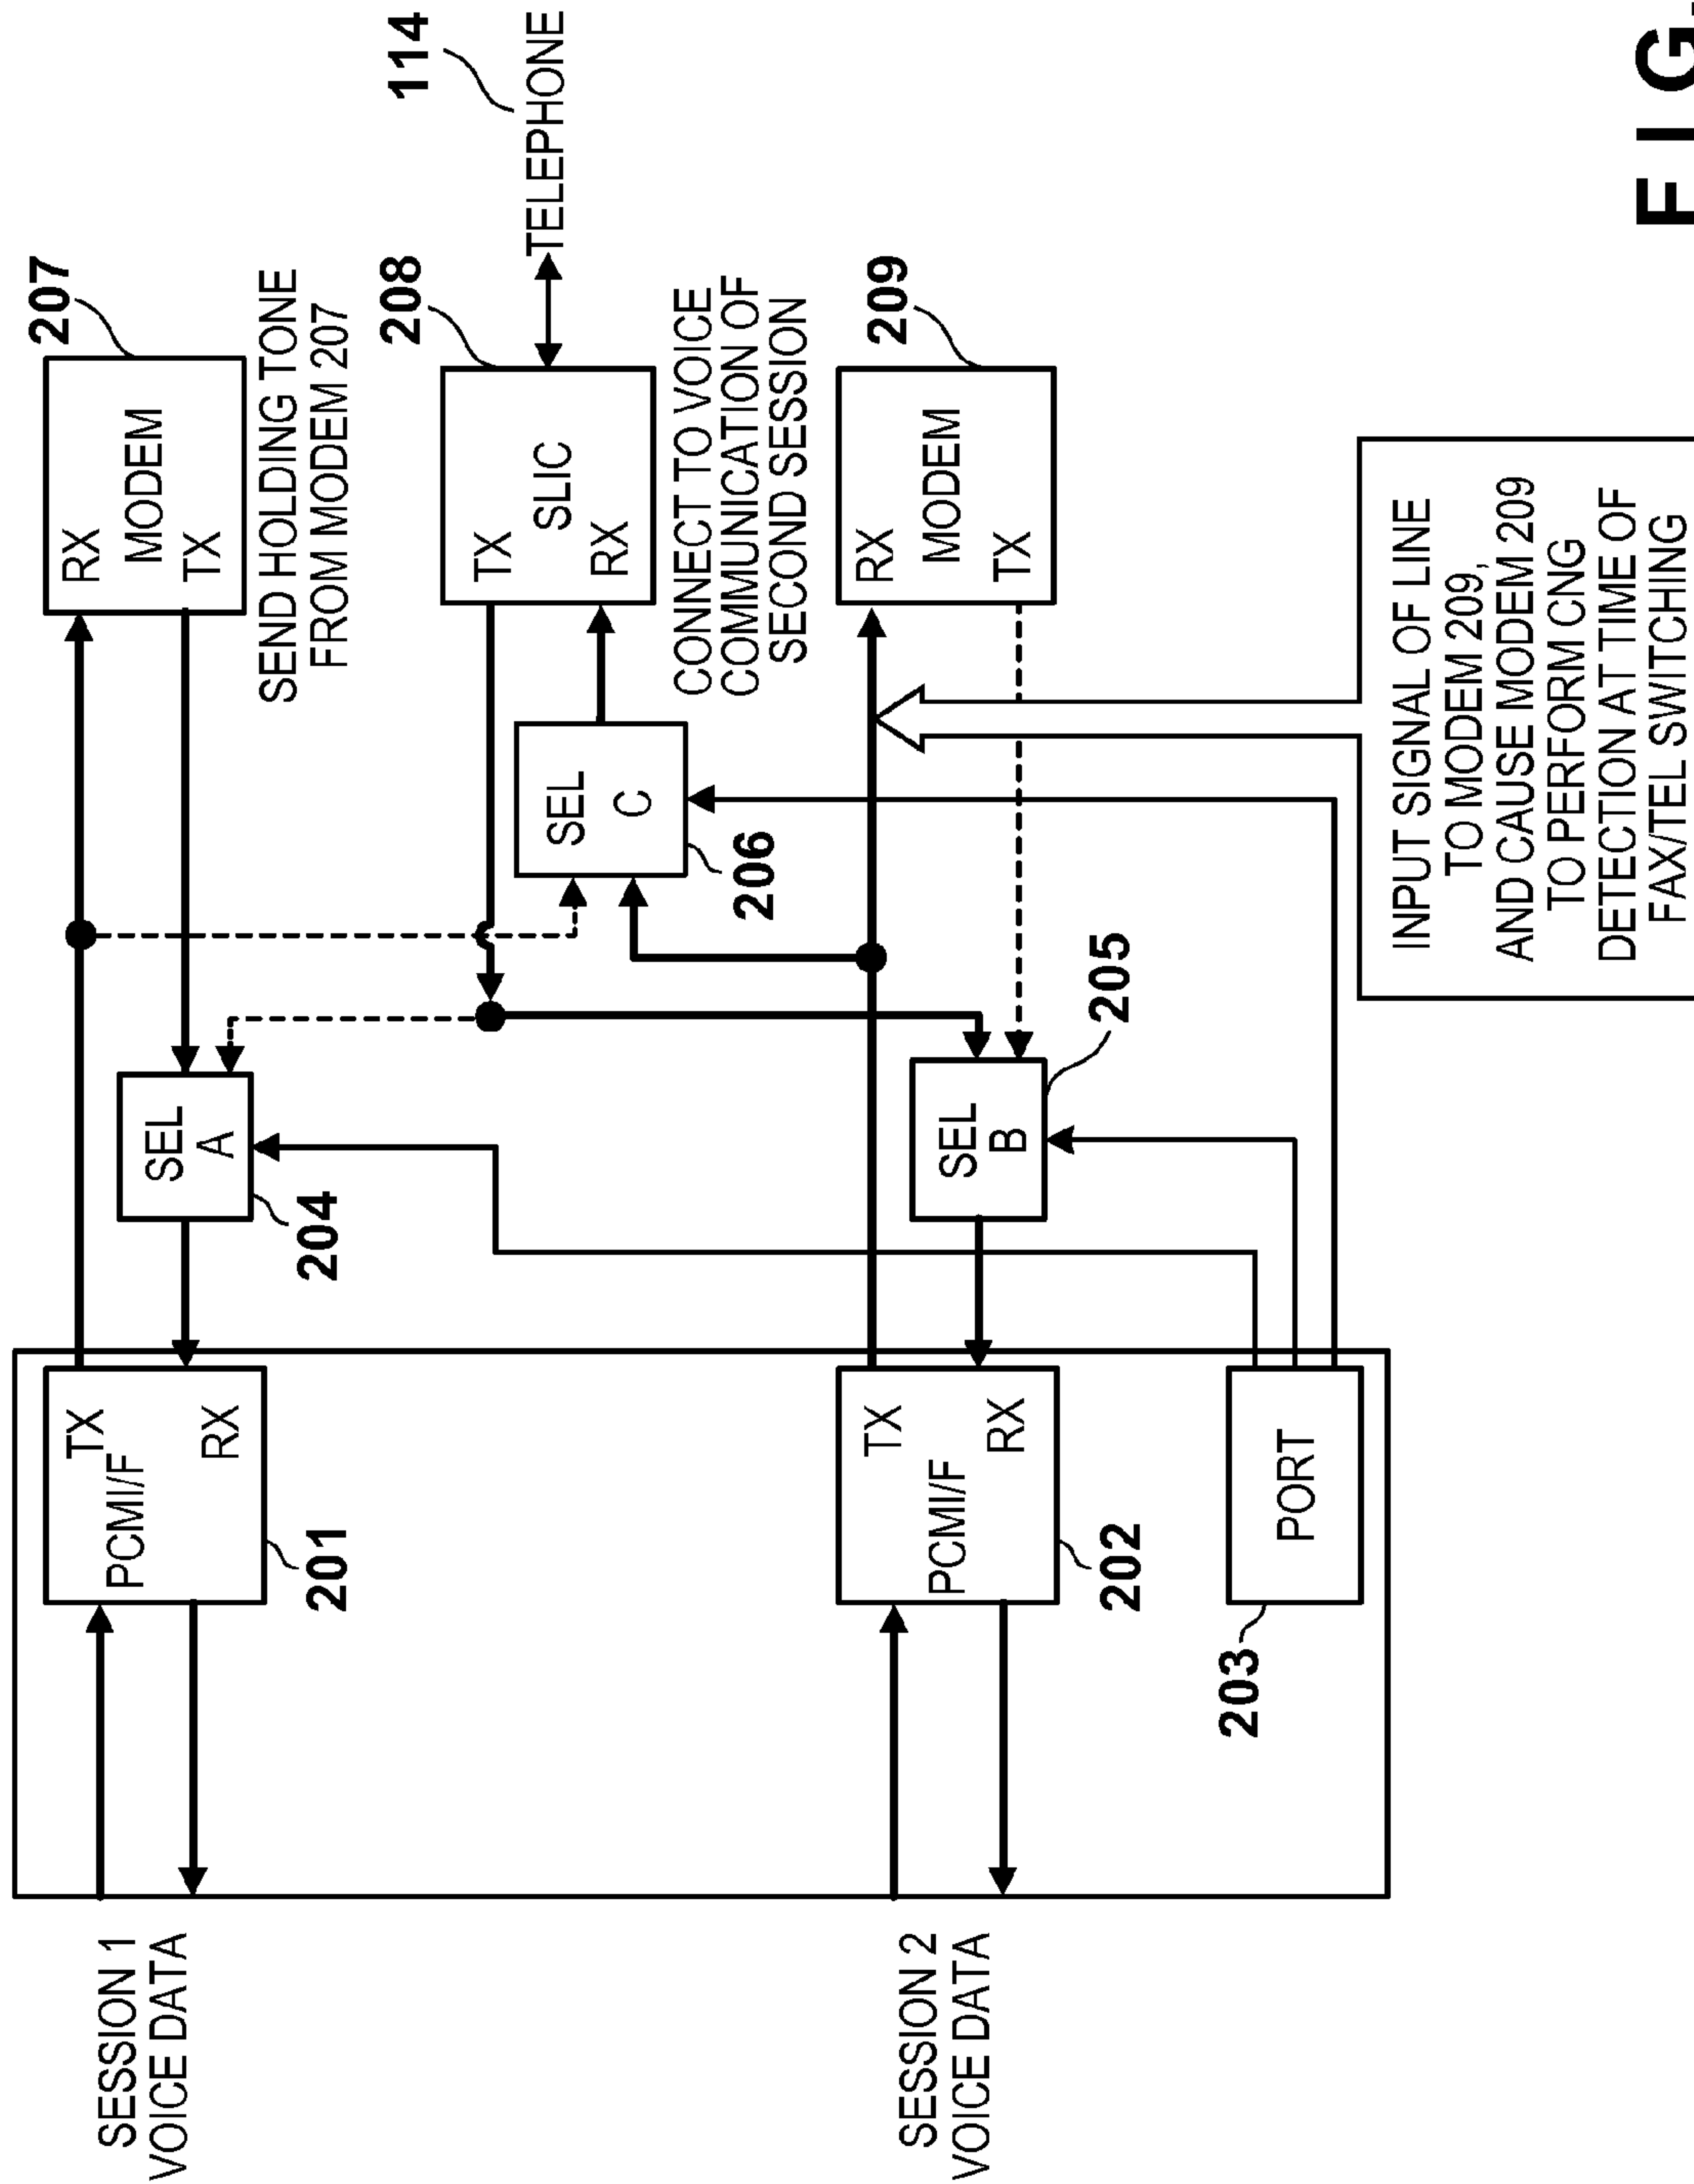 SESSION 1
VOICE DATA
TX
PCMI/F
RX
201
SEL
A
204
RX
MODEM
TX
207
SEND HOLDING TONE
FROM MODEM 207
TX
SLIC
RX
208
TELEPHONE
114
SEL
C
206
CONNECT TO VOICE
COMMUNICATION OF
SECOND SESSION
SESSION 2
VOICE DATA
TX
PCMI/F
RX
202
SEL
B
205
RX
MODEM
TX
209
PORT
203
INPUT SIGNAL OF LINE
TO MODEM 209,
AND CAUSE MODEM 209
TO PERFORM CNG
DETECTION AT TIME OF
FAX/TEL SWITCHING
FIG.